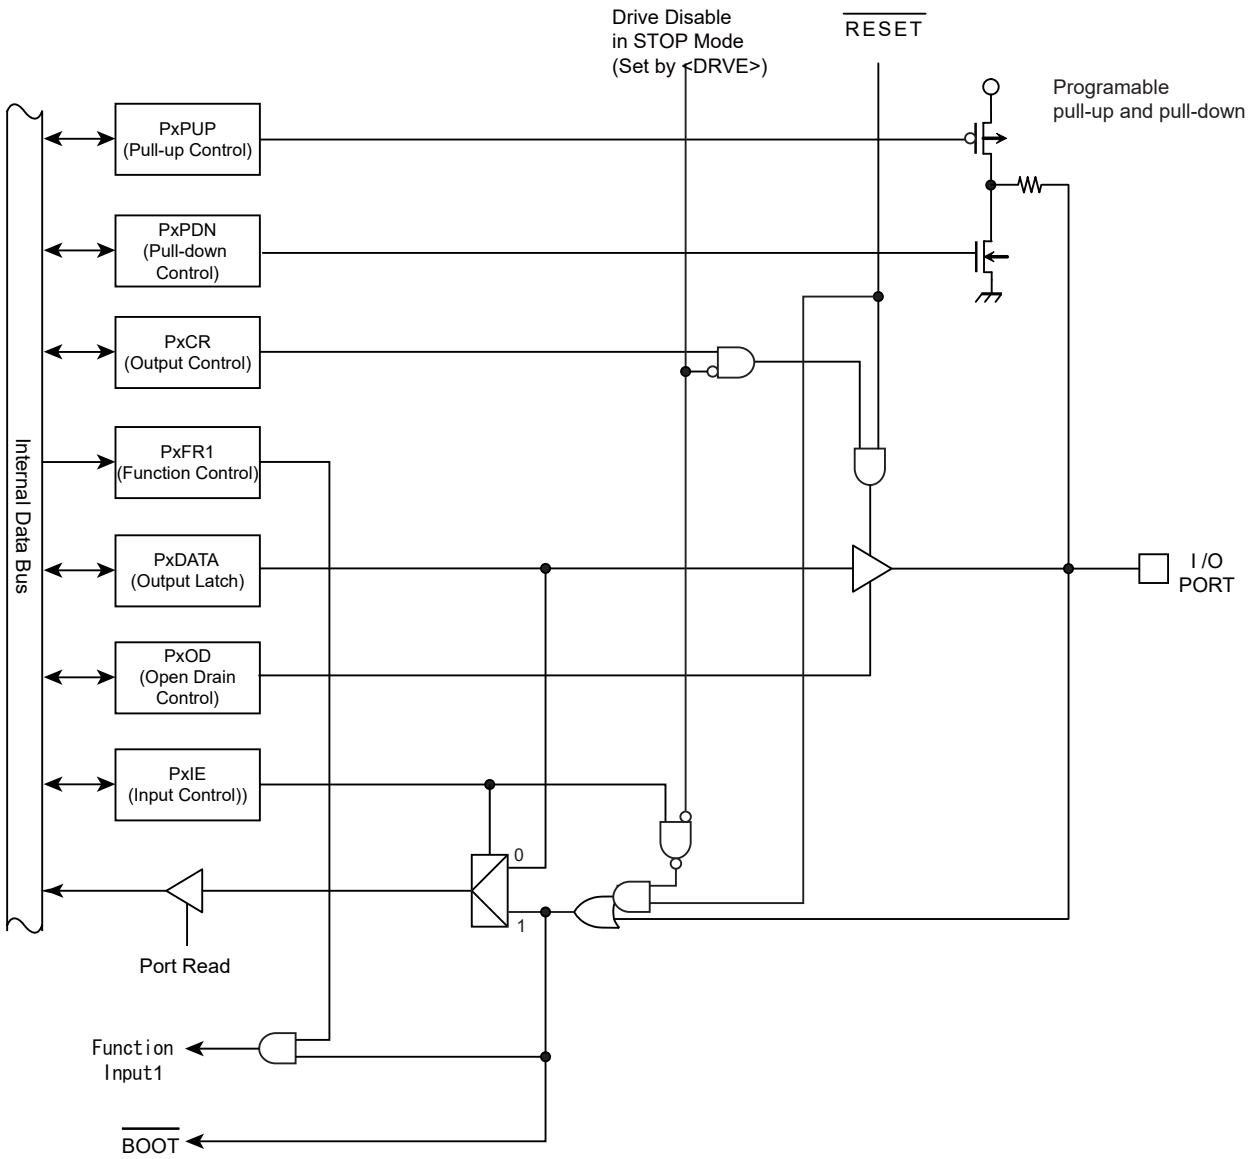 Drive Disable
in STOP Mode
(Set by <DRVE>)
RESET
Programable
pull-up and pull-down
PxPUP
(Pull-up Control)
PxPDN
(Pull-down
Control)
PxCR
(Output Control)
PxFR1
(Function Control)
Internal Data Bus
PxDATA
(Output Latch)
I /O
PORT
PxOD
(Open Drain
Control)
PxIE
(Input Control))
0
1
Port Read
Function
Input1
BOOT